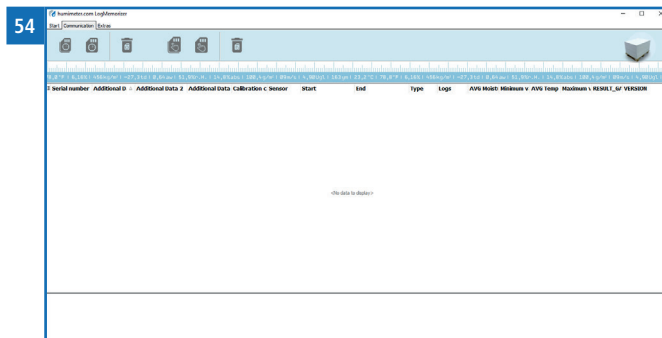 54
humimeter.com LogMemorizer
Start Communication Extras
Serial number Additional D Additional Data 2 Additional Data Calibration c Sensor Start End Type Logs AVG Moist Minimum v AVG Temp Maximum v RESULT_G VERSION
<No data to display>